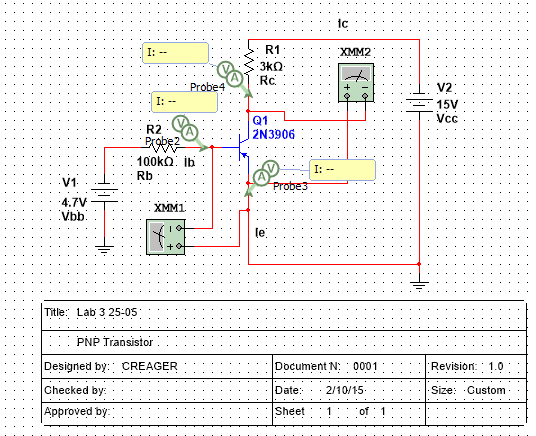 Ic
I: --
R1
3kΩ
Rc
XMM2
Probe4
V2
15V
Vcc
I: --
Q1
2N3906
R2
Probe2
100kΩ
Rb
Ib
I: --
Probe3
V1
4.7V
Vbb
XMM1
Ie
Title: Lab 3 25-05
PNP Transistor
Designed by: CREAGER Document N: 0001 Revision: 1.0
Checked by: Date: 2/10/15 Size: Custom
Approved by: Sheet 1 of 1